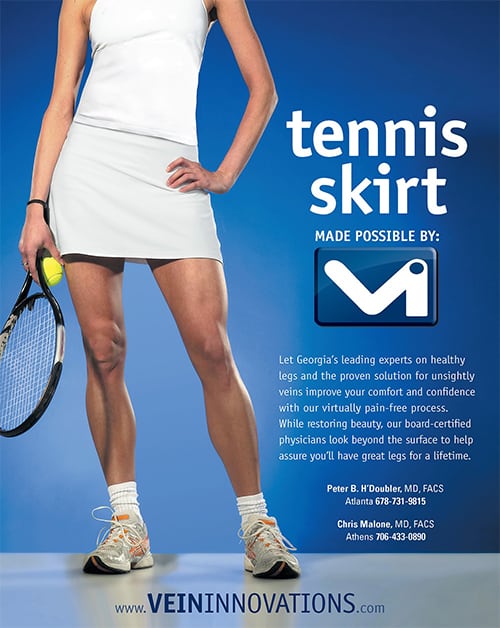 tennis
skirt
MADE POSSIBLE BY:
VI
Let Georgia's leading experts on healthy
legs and the proven solution for unsightly
veins improve your comfort and confidence
with our virtually pain-free process.
While restoring beauty, our board-certified
physicians look beyond the surface to help
assure you'll have great legs for a lifetime.
Peter B. H'Doubler, MD, FACS
Atlanta 678-731-9815
Chris Malone, MD, FACS
Athens 706-433-0890
www.VEININNOVATIONS.com